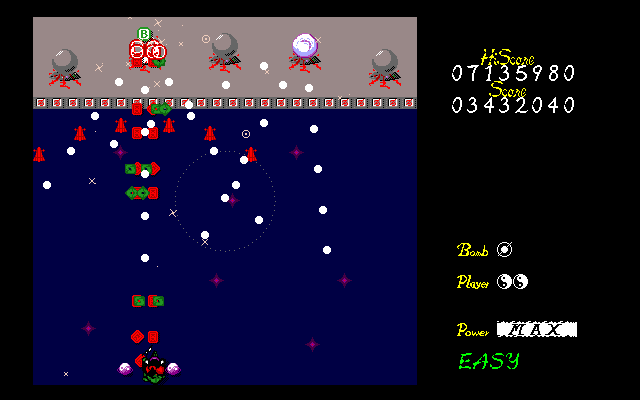 HiScore
07135980
Score
03432040
B
Bomb
Player
Power MAX
EASY